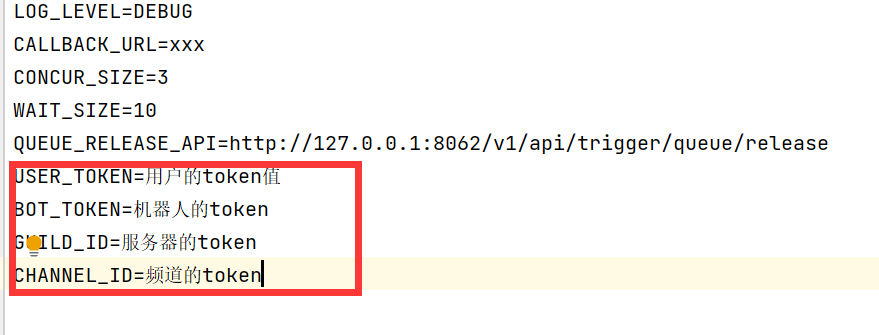 LOG_LEVEL=DEBUG
CALLBACK_URL=xxx
CONCUR_SIZE=3
WAIT_SIZE=10
QUEUE_RELEASE_API=http://127.0.0.1:8062/v1/api/trigger/queue/release
USER_TOKEN=用户的token值
BOT_TOKEN=机器人的token
GUILD_ID=服务器的token
CHANNEL_ID=频道的token